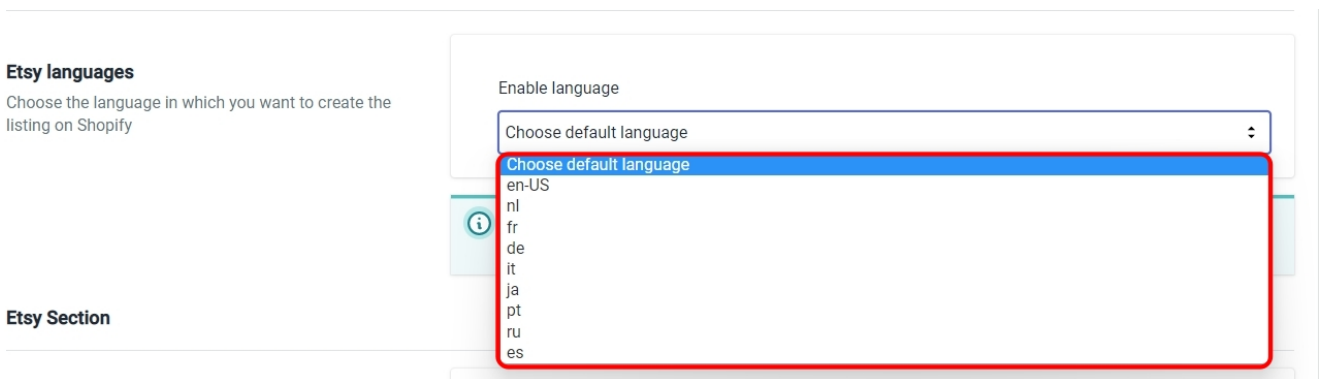 Etsy languages
Choose the language in which you want to create the
listing on Shopify
Enable language
Choose default language
Choose default language
en-US
nl
fr
de
it
ja
pt
ru
es
Etsy Section